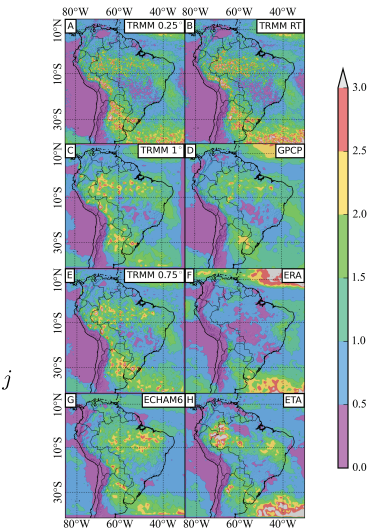 80°W 60°W 40°W 80°W 60°W 40°W
A TRMM 0.25° B TRMM RT
10°N
10°S
30°S
C TRMM 1° D GPCP
10°N
10°S
30°S
E TRMM 0.75° F ERA
10°N
10°S
30°S
G ECHAM6 H ETA
10°N
10°S
30°S
80°W 60°W 40°W 80°W 60°W 40°W
j
3.0
2.5
2.0
1.5
1.0
0.5
0.0